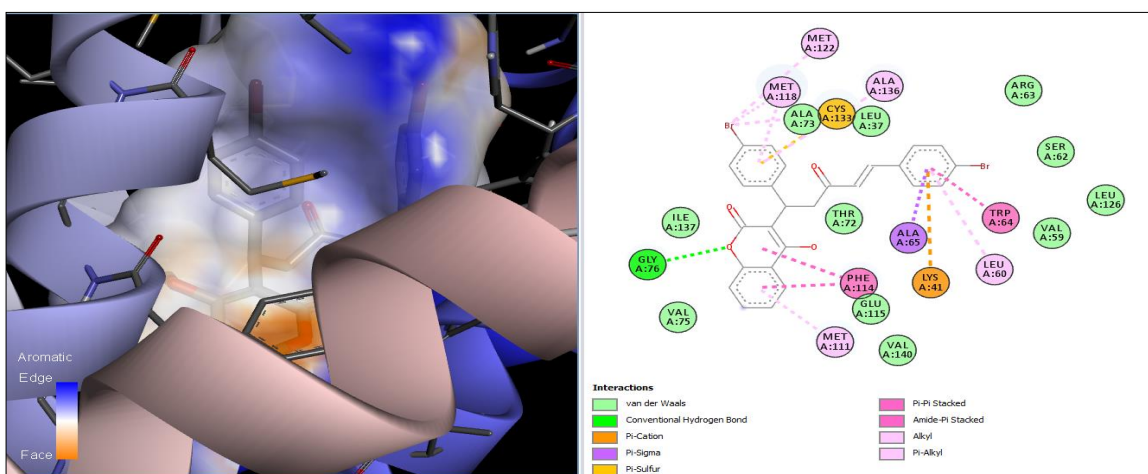 Aromatic
Edge
Face
MET
A:122
MET
A:118
ALA
A:136
ALA
A:73
CYS
A:133
LEU
A:37
ARG
A:63
SER
A:62
LEU
A:126
VAL
A:59
TRP
A:64
LEU
A:60
LYS
A:41
ALA
A:65
THR
A:72
ILE
A:137
GLY
A:76
VAL
A:75
PHE
A:114
GLU
A:115
MET
A:111
VAL
A:140
Br
Br
O
O
O
O
H
Interactions
van der Waals
Conventional Hydrogen Bond
Pi-Cation
Pi-Sigma
Pi-Sulfur
Pi-Pi Stacked
Amide-Pi Stacked
Alkyl
Pi-Alkyl